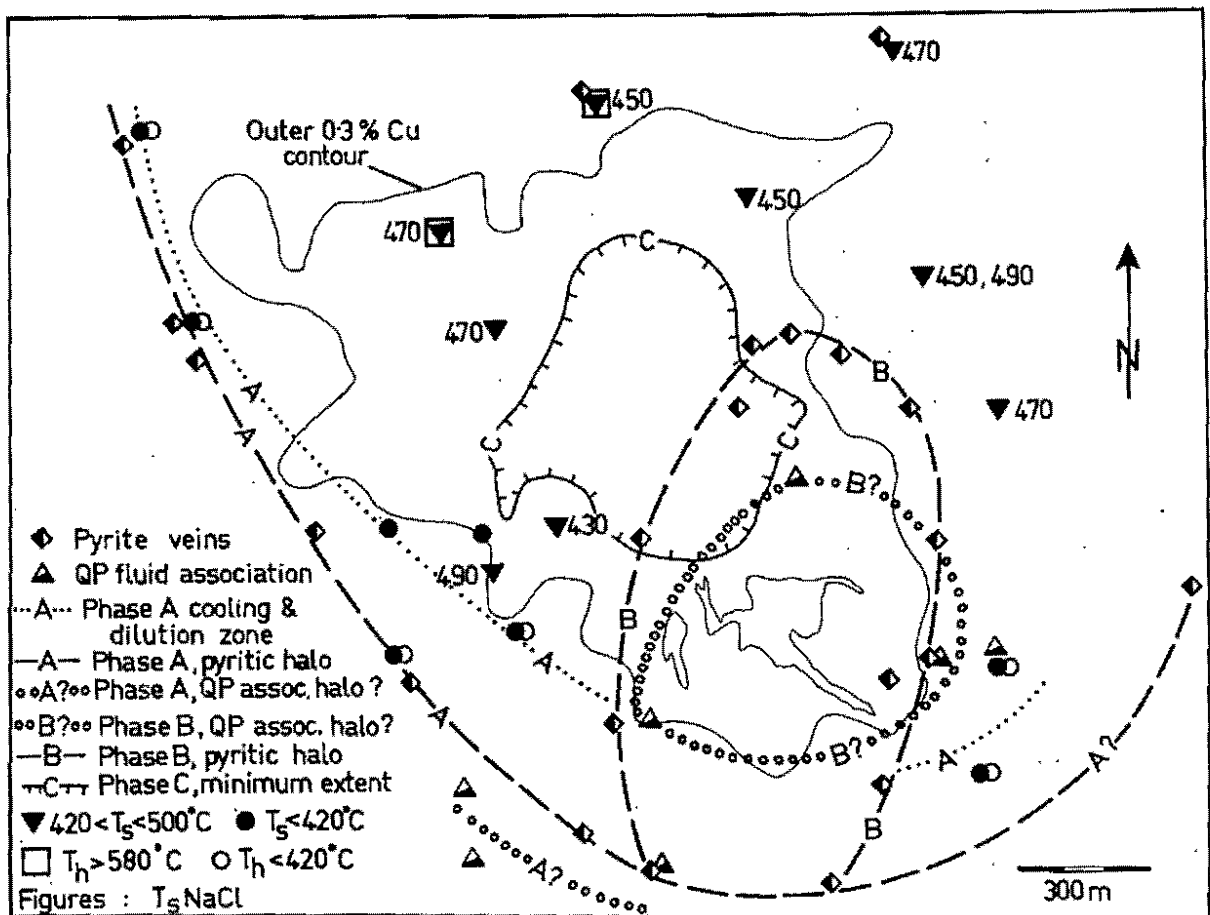 470
450
Outer 0·3 % Cu
contour
450
470
C
450,490
470
N
A
B
470
A
C
C
B?
430
Pyrite veins
490
QP fluid association
··A·· Phase A cooling &
dilution zone
B
A
—A— Phase A, pyritic halo
A
A? Phase A, QP assoc. halo?
B? Phase B, QP assoc. halo?
B?
A
A?
—B— Phase B, pyritic halo
C Phase C, minimum extent
B
420<Ts<500°C Ts<420°C
A?
Th>580°C Th<420°C
300m
Figures : Ts NaCl